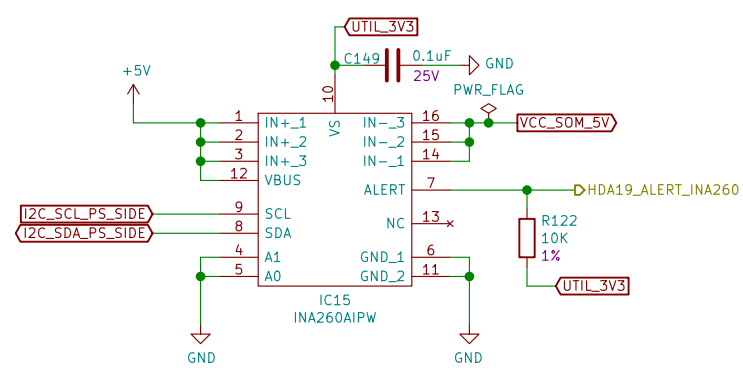 UTIL_3V3
C149
0.1uF
25V
GND
+5V
PWR_FLAG
10
VS
1 IN+_1
IN-_3 16
VCC_SOM_5V
2 IN+_2
IN-_2 15
3 IN+_3
IN-_1 14
12 VBUS
ALERT 7
HDA19_ALERT_INA260
I2C_SCL_PS_SIDE
9 SCL
NC 13
I2C_SDA_PS_SIDE
8 SDA
R122
10K
1%
4 A1
GND_1 6
5 A0
GND_2 11
UTIL_3V3
IC15
INA260AIPW
GND
GND